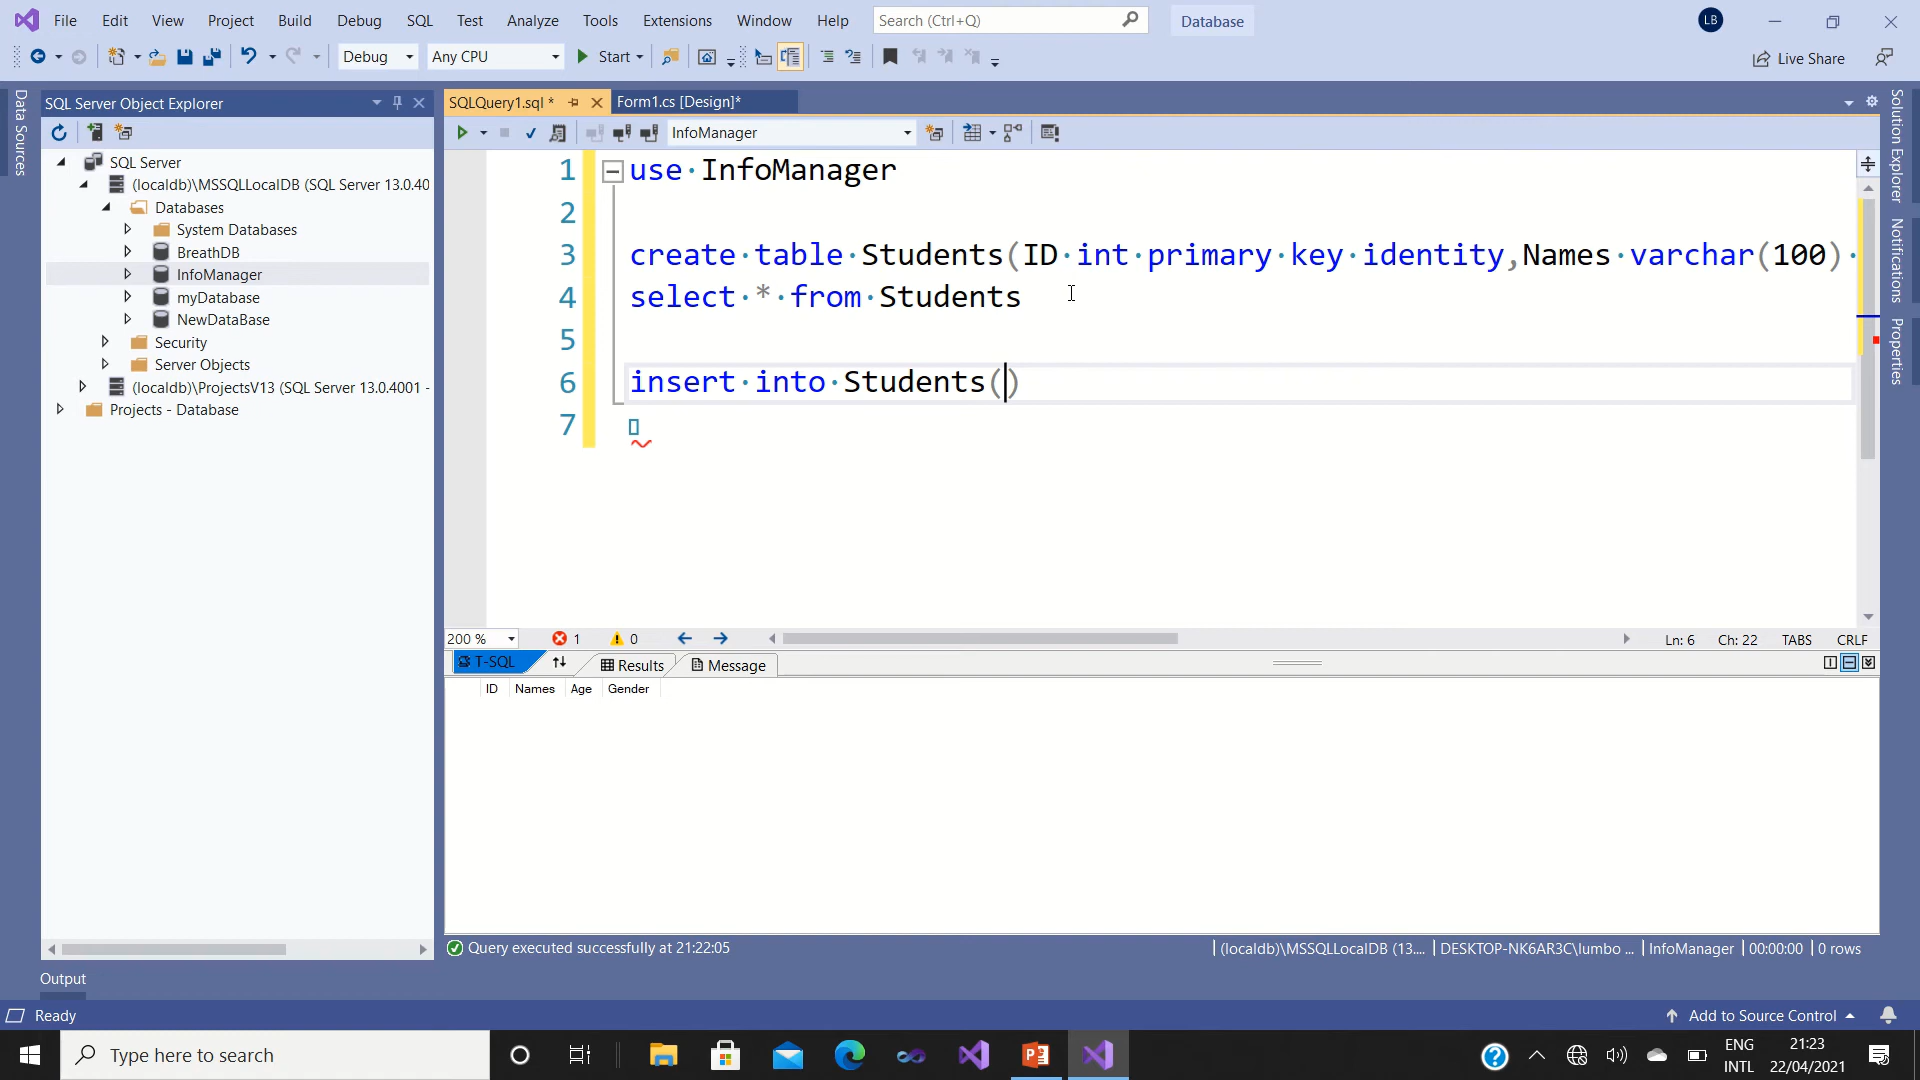 File Edit View Project Build Debug SQL Test Analyze Tools Extensions Window Help Search (Ctrl+Q) Database LB
Debug Any CPU Start Live Share
Data Sources
SQL Server Object Explorer
SQL Server
(localdb)\MSSQLLocalDB (SQL Server 13.0.40
Databases
System Databases
BreathDB
InfoManager
myDatabase
NewDataBase
Security
Server Objects
(localdb)\ProjectsV13 (SQL Server 13.0.4001 -
Projects - Database
SQLQuery1.sql * Form1.cs [Design]*
InfoManager
1 use InfoManager
2
3 create table Students(ID int primary key identity,Names varchar(100)
4 select * from Students
5
6 insert into Students()
7
200 % 1 0 Ln: 6 Ch: 22 TABS CRLF
T-SQL Results Message
ID Names Age Gender
Query executed successfully at 21:22:05 (localdb)\MSSQLLocalDB (13.... DESKTOP-NK6AR3C\lumbo ... InfoManager 00:00:00 0 rows
Solution Explorer
Notifications
Properties
Output
Ready Add to Source Control
Type here to search
ENG
INTL
21:23
22/04/2021